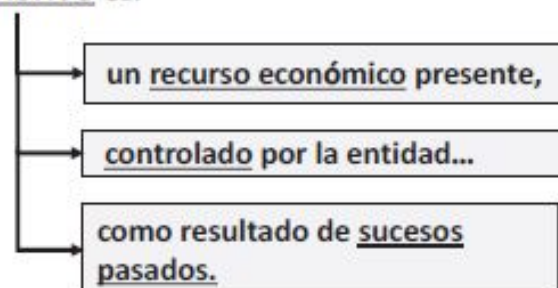 un recurso económico presente,
controlado por la entidad...
como resultado de sucesos
pasados.